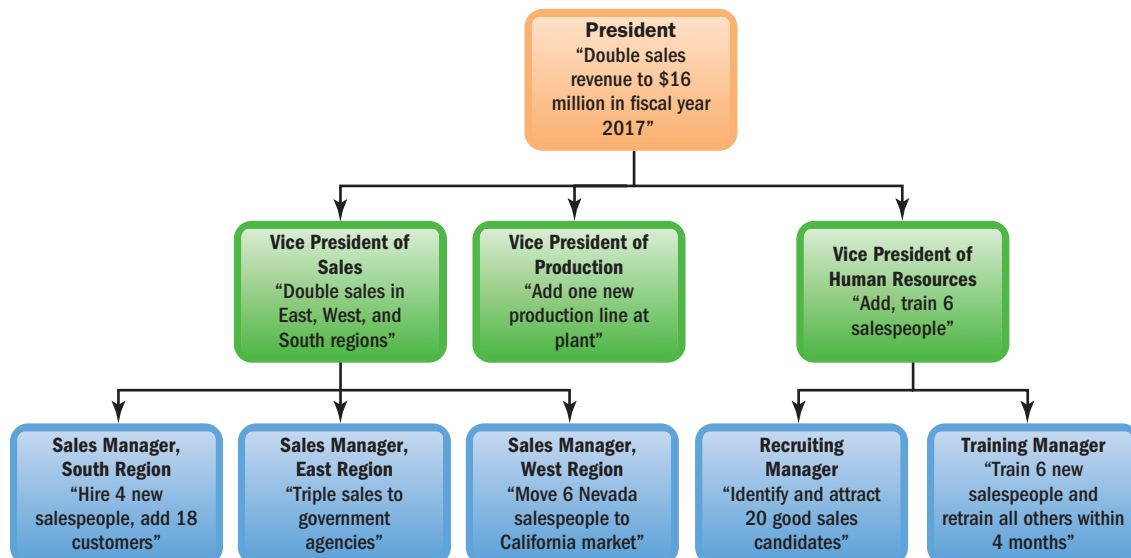 President
“Double sales
revenue to $16
million in fiscal year
2017”
Vice President of
Sales
“Double sales in
East, West, and
South regions”
Vice President of
Production
“Add one new
production line at
plant”
Vice President of
Human Resources
“Add, train 6
salespeople”
Sales Manager,
South Region
“Hire 4 new
salespeople, add 18
customers”
Sales Manager,
East Region
“Triple sales to
government
agencies”
Sales Manager,
West Region
“Move 6 Nevada
salespeople to
California market”
Recruiting
Manager
“Identify and attract
20 good sales
candidates”
Training Manager
“Train 6 new
salespeople and
retrain all others within
4 months”